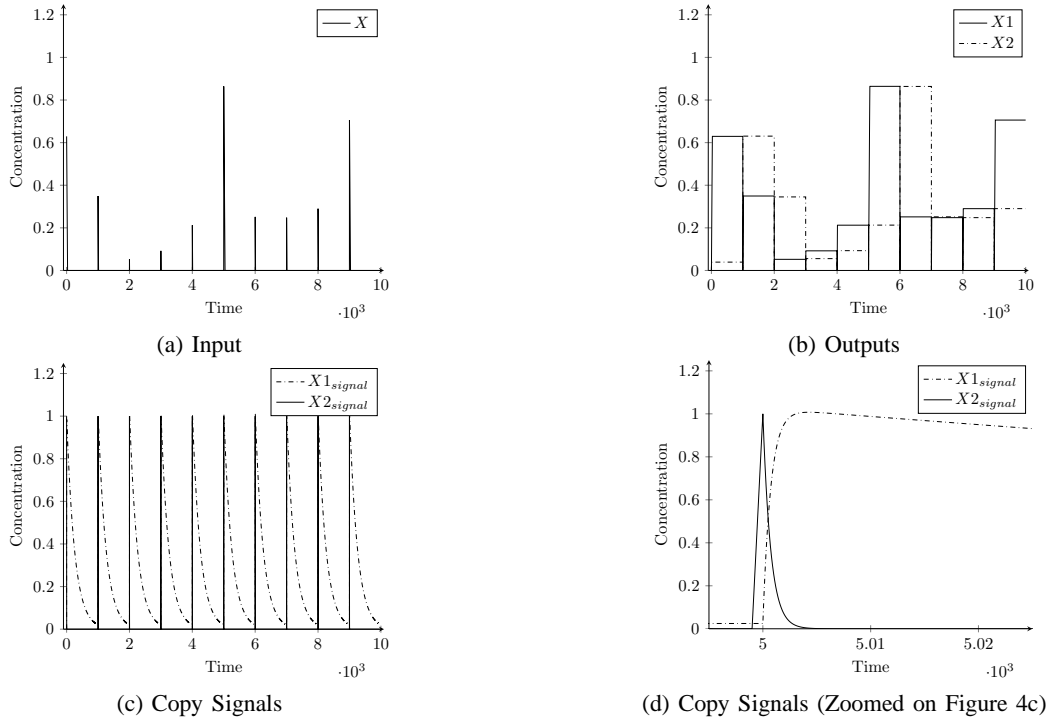 1.2
1
0.8
0.6
0.4
0.2
0
Concentration
X
0 2 4 6 8 10
Time
·10³
(a) Input
1.2
1
0.8
0.6
0.4
0.2
0
Concentration
X1
X2
0 2 4 6 8 10
Time
·10³
(b) Outputs
1.2
1
0.8
0.6
0.4
0.2
0
Concentration
X1signal
X2signal
0 2 4 6 8 10
Time
·10³
(c) Copy Signals
1.2
1
0.8
0.6
0.4
0.2
0
Concentration
X1signal
X2signal
5 5.01 5.02
Time
·10³
(d) Copy Signals (Zoomed on Figure 4c)